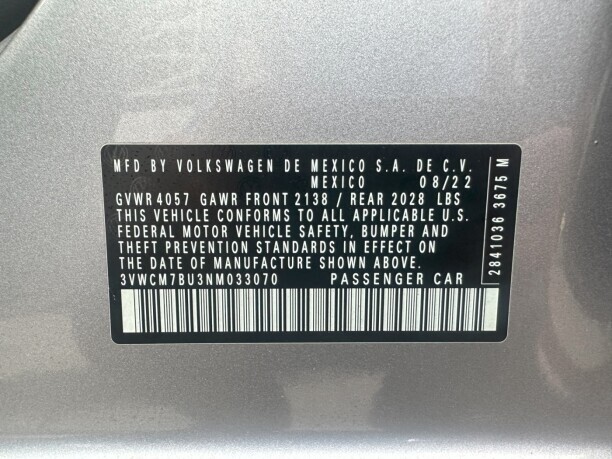 MFD BY VOLKSWAGEN DE MEXICO S.A. DE C.V.
MEXICO 08/22
GVWR 4057 GAWR FRONT 2138 / REAR 2028 LBS
THIS VEHICLE CONFORMS TO ALL APPLICABLE U.S.
FEDERAL MOTOR VEHICLE SAFETY, BUMPER AND
THEFT PREVENTION STANDARDS IN EFFECT ON
THE DATE OF MANUFACTURE SHOWN ABOVE.
3VWCM7BU3NM033070 PASSENGER CAR
2841036 3675 M